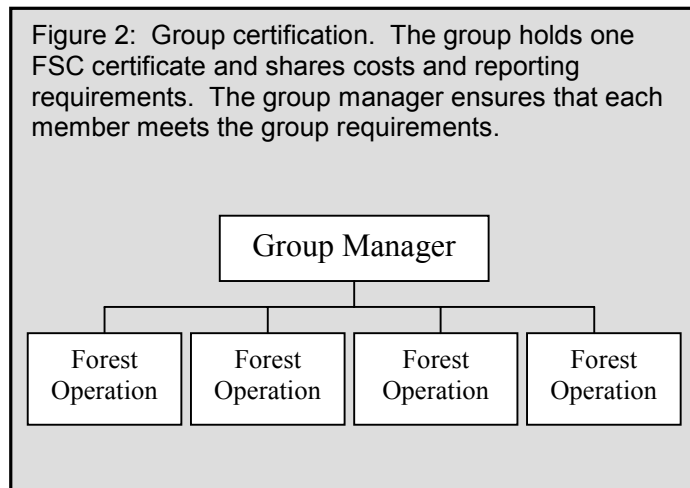 Figure 2:  Group certification.  The group holds one
FSC certificate and shares costs and reporting
requirements.  The group manager ensures that each
member meets the group requirements.
Group Manager
Forest
Operation
Forest
Operation
Forest
Operation
Forest
Operation